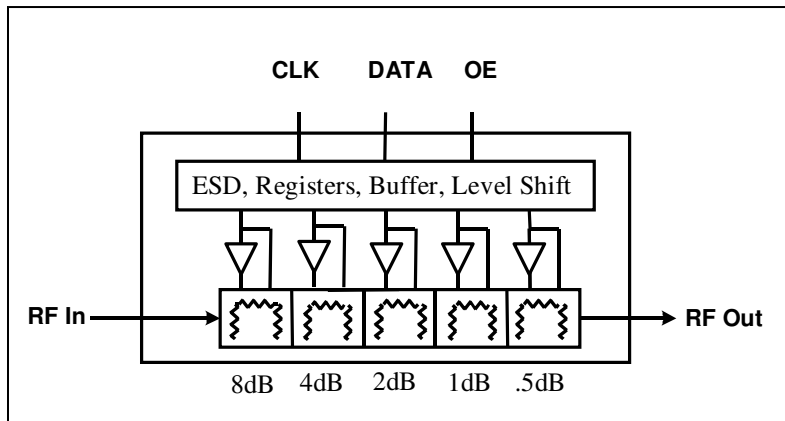 CLK DATA OE
ESD, Registers, Buffer, Level Shift
RF In RF Out
8dB 4dB 2dB 1dB .5dB